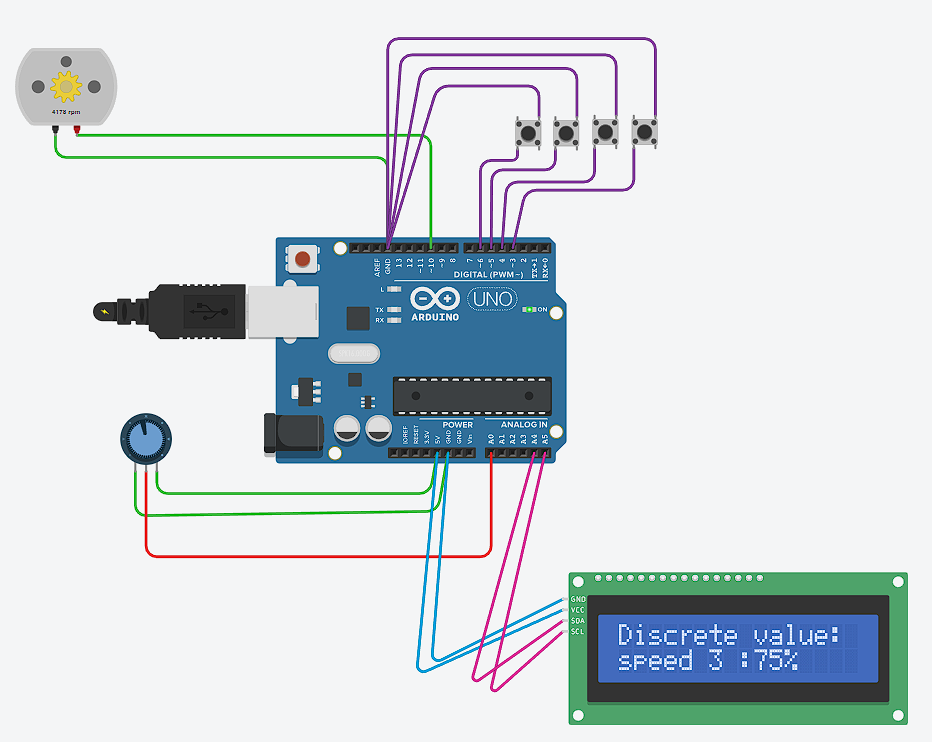 4178 rpm
AREF
GND
13
12
~11
~10
~9
8
7
~6
~5
4
~3
2
TX→1
RX←0
DIGITAL (PWM~)
L
TX
RX
UNO
ARDUINO
ON
POWER
ANALOG IN
IOREF
RESET
3.3V
5V
GND
GND
Vin
A0
A1
A2
A3
A4
A5
GND
VCC
SDA
SCL
Discrete value:
speed 3 :75%